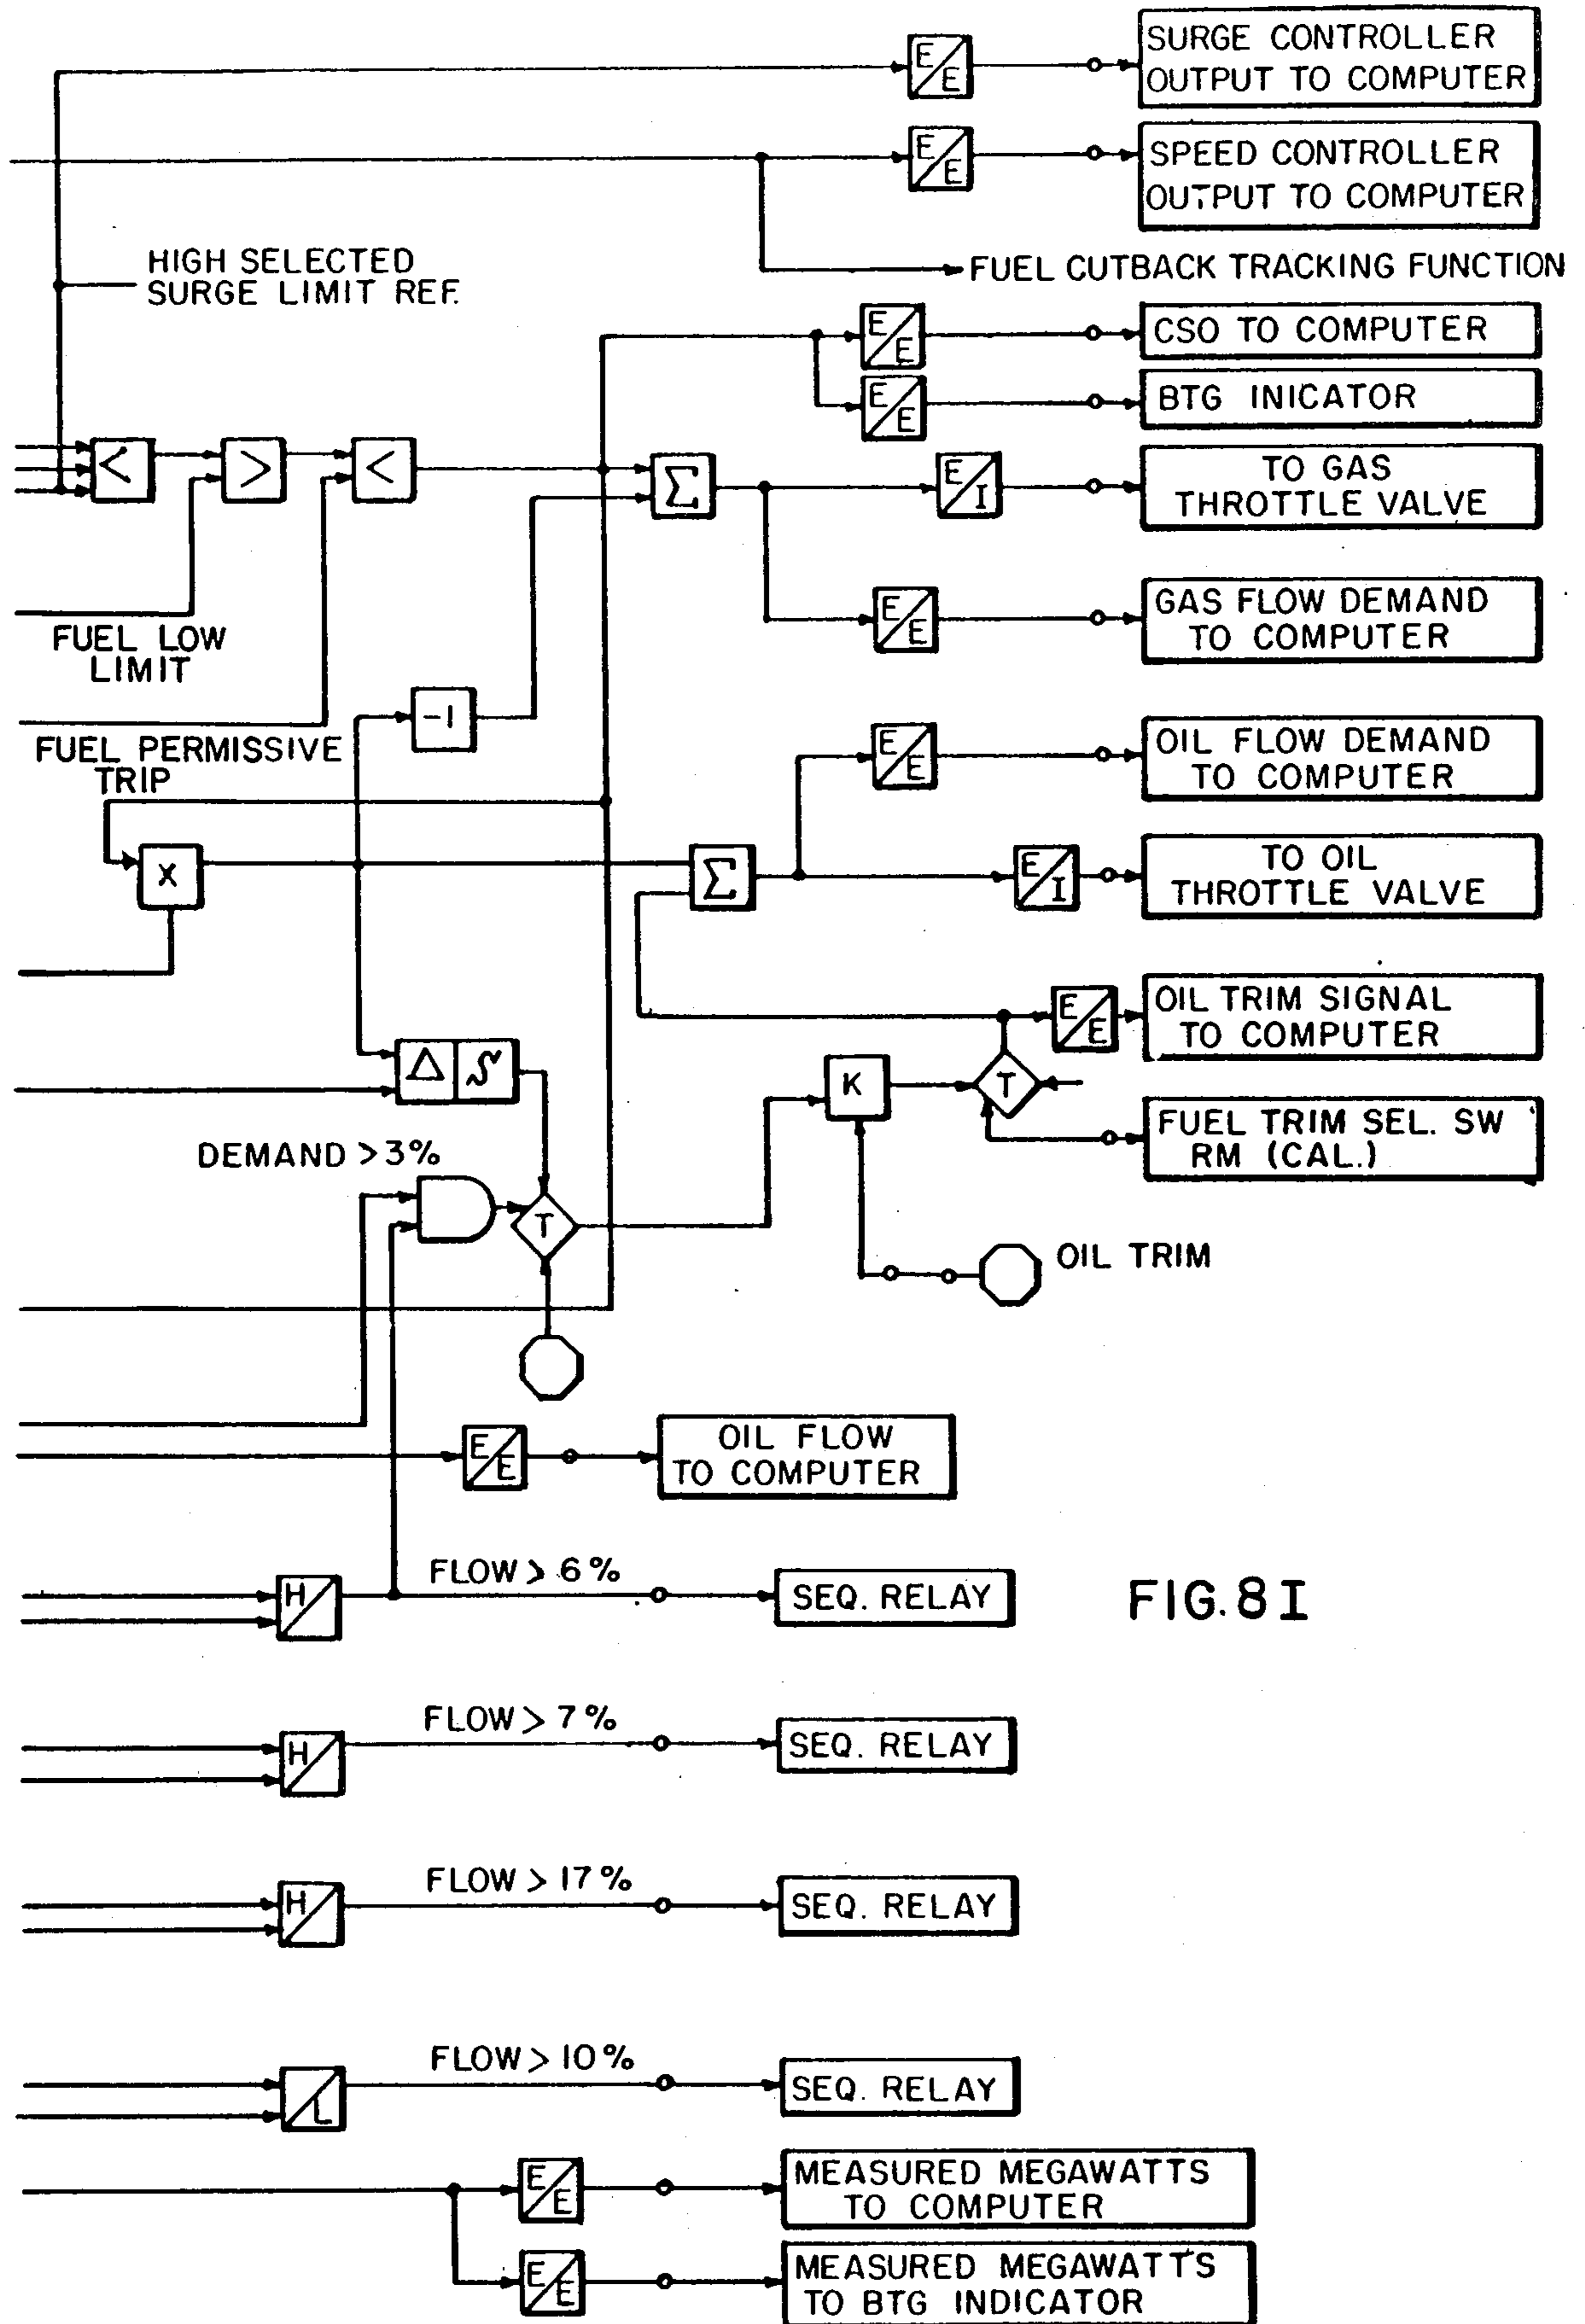 E/E
SURGE CONTROLLER
OUTPUT TO COMPUTER
E/E
SPEED CONTROLLER
OUTPUT TO COMPUTER
HIGH SELECTED
SURGE LIMIT REF.
FUEL CUTBACK TRACKING FUNCTION
E/E
CSO TO COMPUTER
E/E
BTG INICATOR
<
>
<
Σ
E/I
TO GAS
THROTTLE VALVE
FUEL LOW
LIMIT
E/E
GAS FLOW DEMAND
TO COMPUTER
-1
FUEL PERMISSIVE
TRIP
E/E
OIL FLOW DEMAND
TO COMPUTER
X
Σ
E/I
TO OIL
THROTTLE VALVE
E/E
OIL TRIM SIGNAL
TO COMPUTER
Δ ∫
K
T
FUEL TRIM SEL. SW
RM (CAL.)
DEMAND >3%
T
OIL TRIM
E/E
OIL FLOW
TO COMPUTER
H/
FLOW > 6%
SEQ. RELAY
FIG. 8I
H/
FLOW > 7%
SEQ. RELAY
H/
FLOW > 17%
SEQ. RELAY
/L
FLOW > 10%
SEQ. RELAY
E/E
MEASURED MEGAWATTS
TO COMPUTER
E/E
MEASURED MEGAWATTS
TO BTG INDICATOR